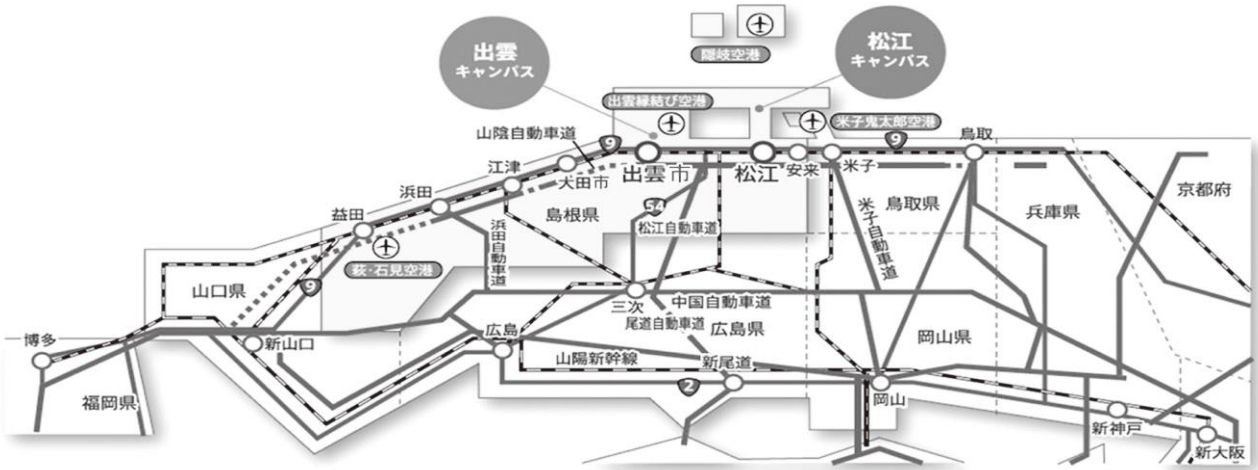 出雲
キャンパス
松江
キャンパス
隠岐空港
出雲縁結び空港
米子鬼太郎空港
山陰自動車道
9
9
鳥取
江津
大田市
出雲市
松江
安来
米子
京都府
浜田
益田
島根県
54
松江自動車道
浜田自動車道
米子自動車道
鳥取県
兵庫県
萩・石見空港
9
山口県
三次
中国自動車道
尾道自動車道
広島県
岡山県
博多
新山口
広島
山陽新幹線
新尾道
2
岡山
福岡県
新神戸
新大阪